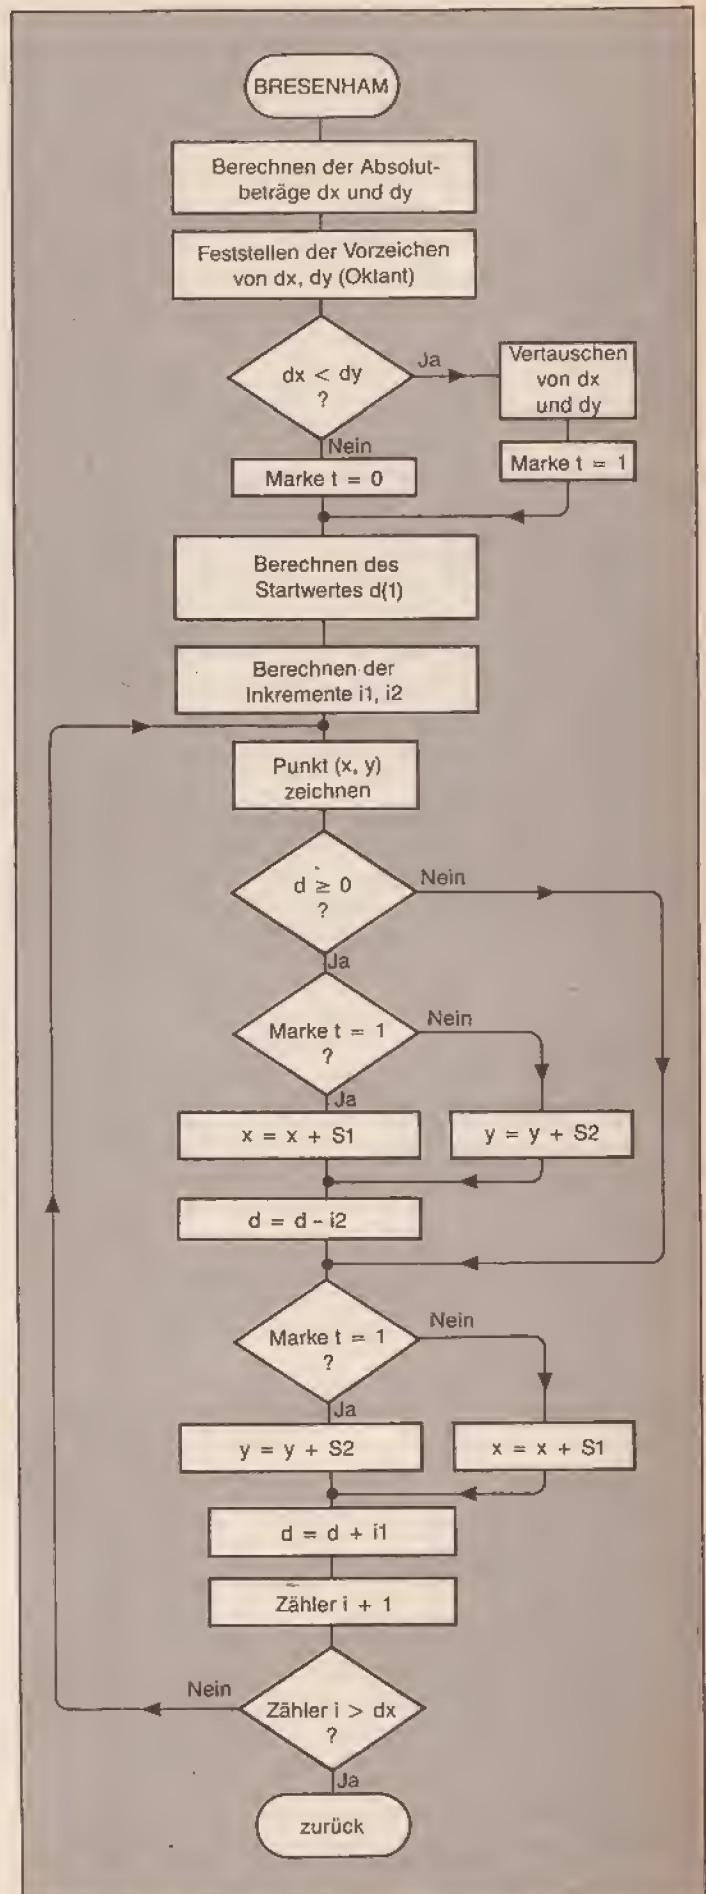 BRESENHAM
Berechnen der Absolut-
beträge dx und dy
Feststellen der Vorzeichen
von dx, dy (Oktant)
dx < dy
?
Ja
Vertauschen
von dx
und dy
Nein
Marke t = 0
Marke t = 1
Berechnen des
Startwertes d(1)
Berechnen der
Inkremente i1, i2
Punkt (x, y)
zeichnen
d ≥ 0
?
Nein
Ja
Marke t = 1
?
Nein
Ja
x = x + S1
y = y + S2
d = d - i2
Marke t = 1
?
Nein
Ja
y = y + S2
x = x + S1
d = d + i1
Zähler i + 1
Zähler i > dx
?
Nein
Ja
zurück